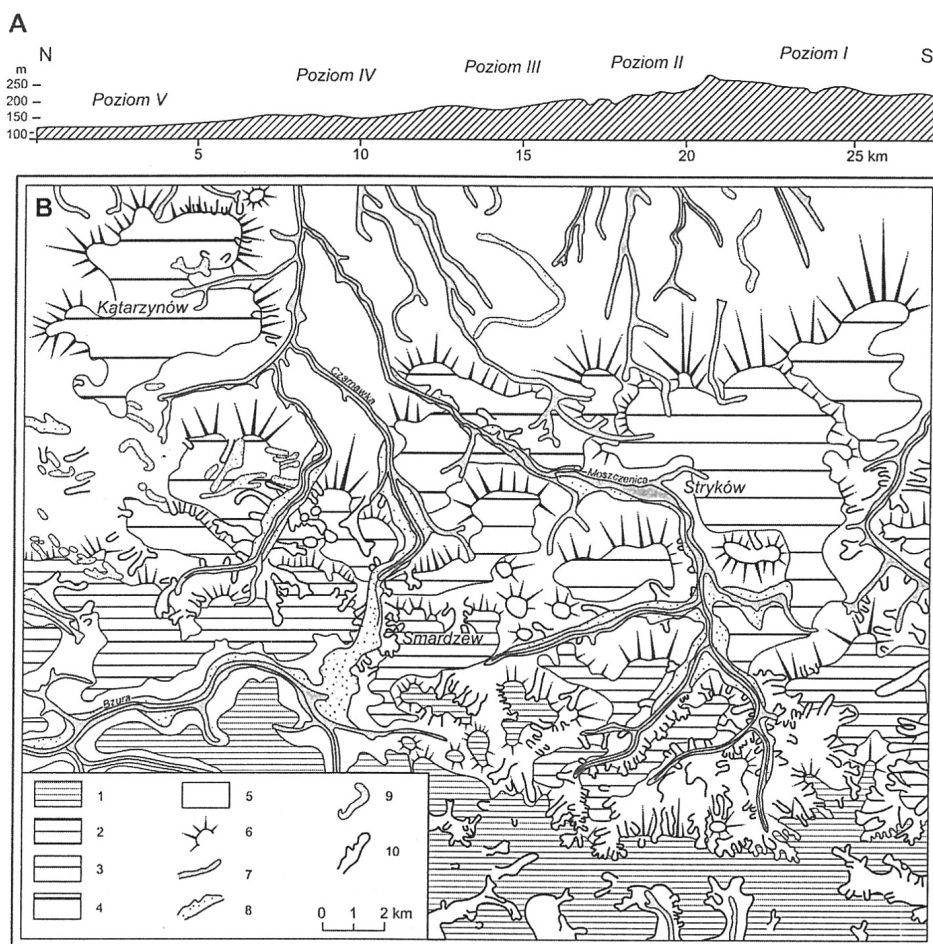 A
N
S
m
250
200
150
100
Poziom V
Poziom IV
Poziom III
Poziom II
Poziom I
5
10
15
20
25 km
B
Kątarzynów
Czarnawka
Moszczenica
Stryków
Smardzew
Bzura
1
2
3
4
5
6
7
8
9
10
0 1 2 km